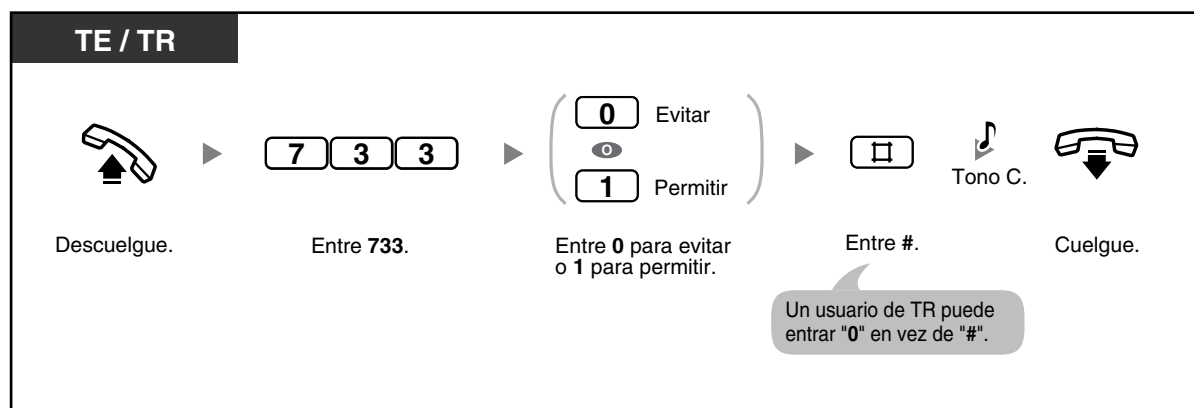 TE / TR
7 3 3
0 Evitar
o
1 Permitir
Tono C.
Descuelgue.
Entre 733.
Entre 0 para evitar
o 1 para permitir.
Entre #.
Cuelgue.
Un usuario de TR puede
entrar "0" en vez de "#".